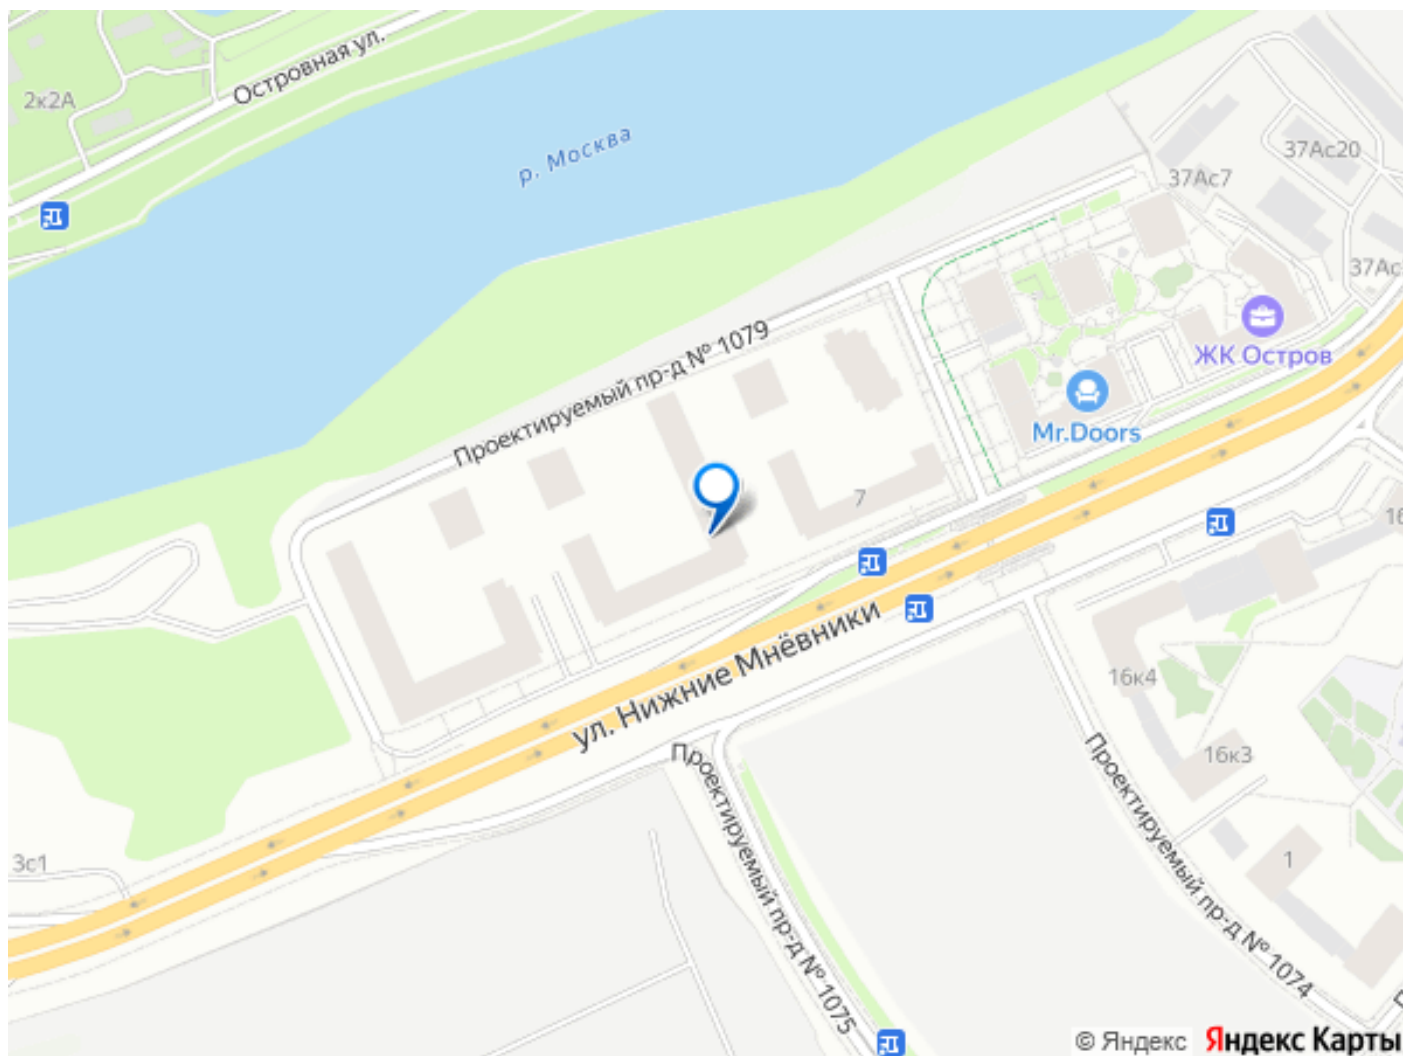 Островная ул.
2к2А
р. Москва
37Ас20
37Ас7
37Ас
Проектируемый пр-д № 1079
ЖК Остров
Mr.Doors
7
16
ул. Нижние Мнёвники
16к4
16к3
Проектируемый пр-д № 1075
Проектируемый пр-д № 1074
1
3с1
© Яндекс Яндекс Карты